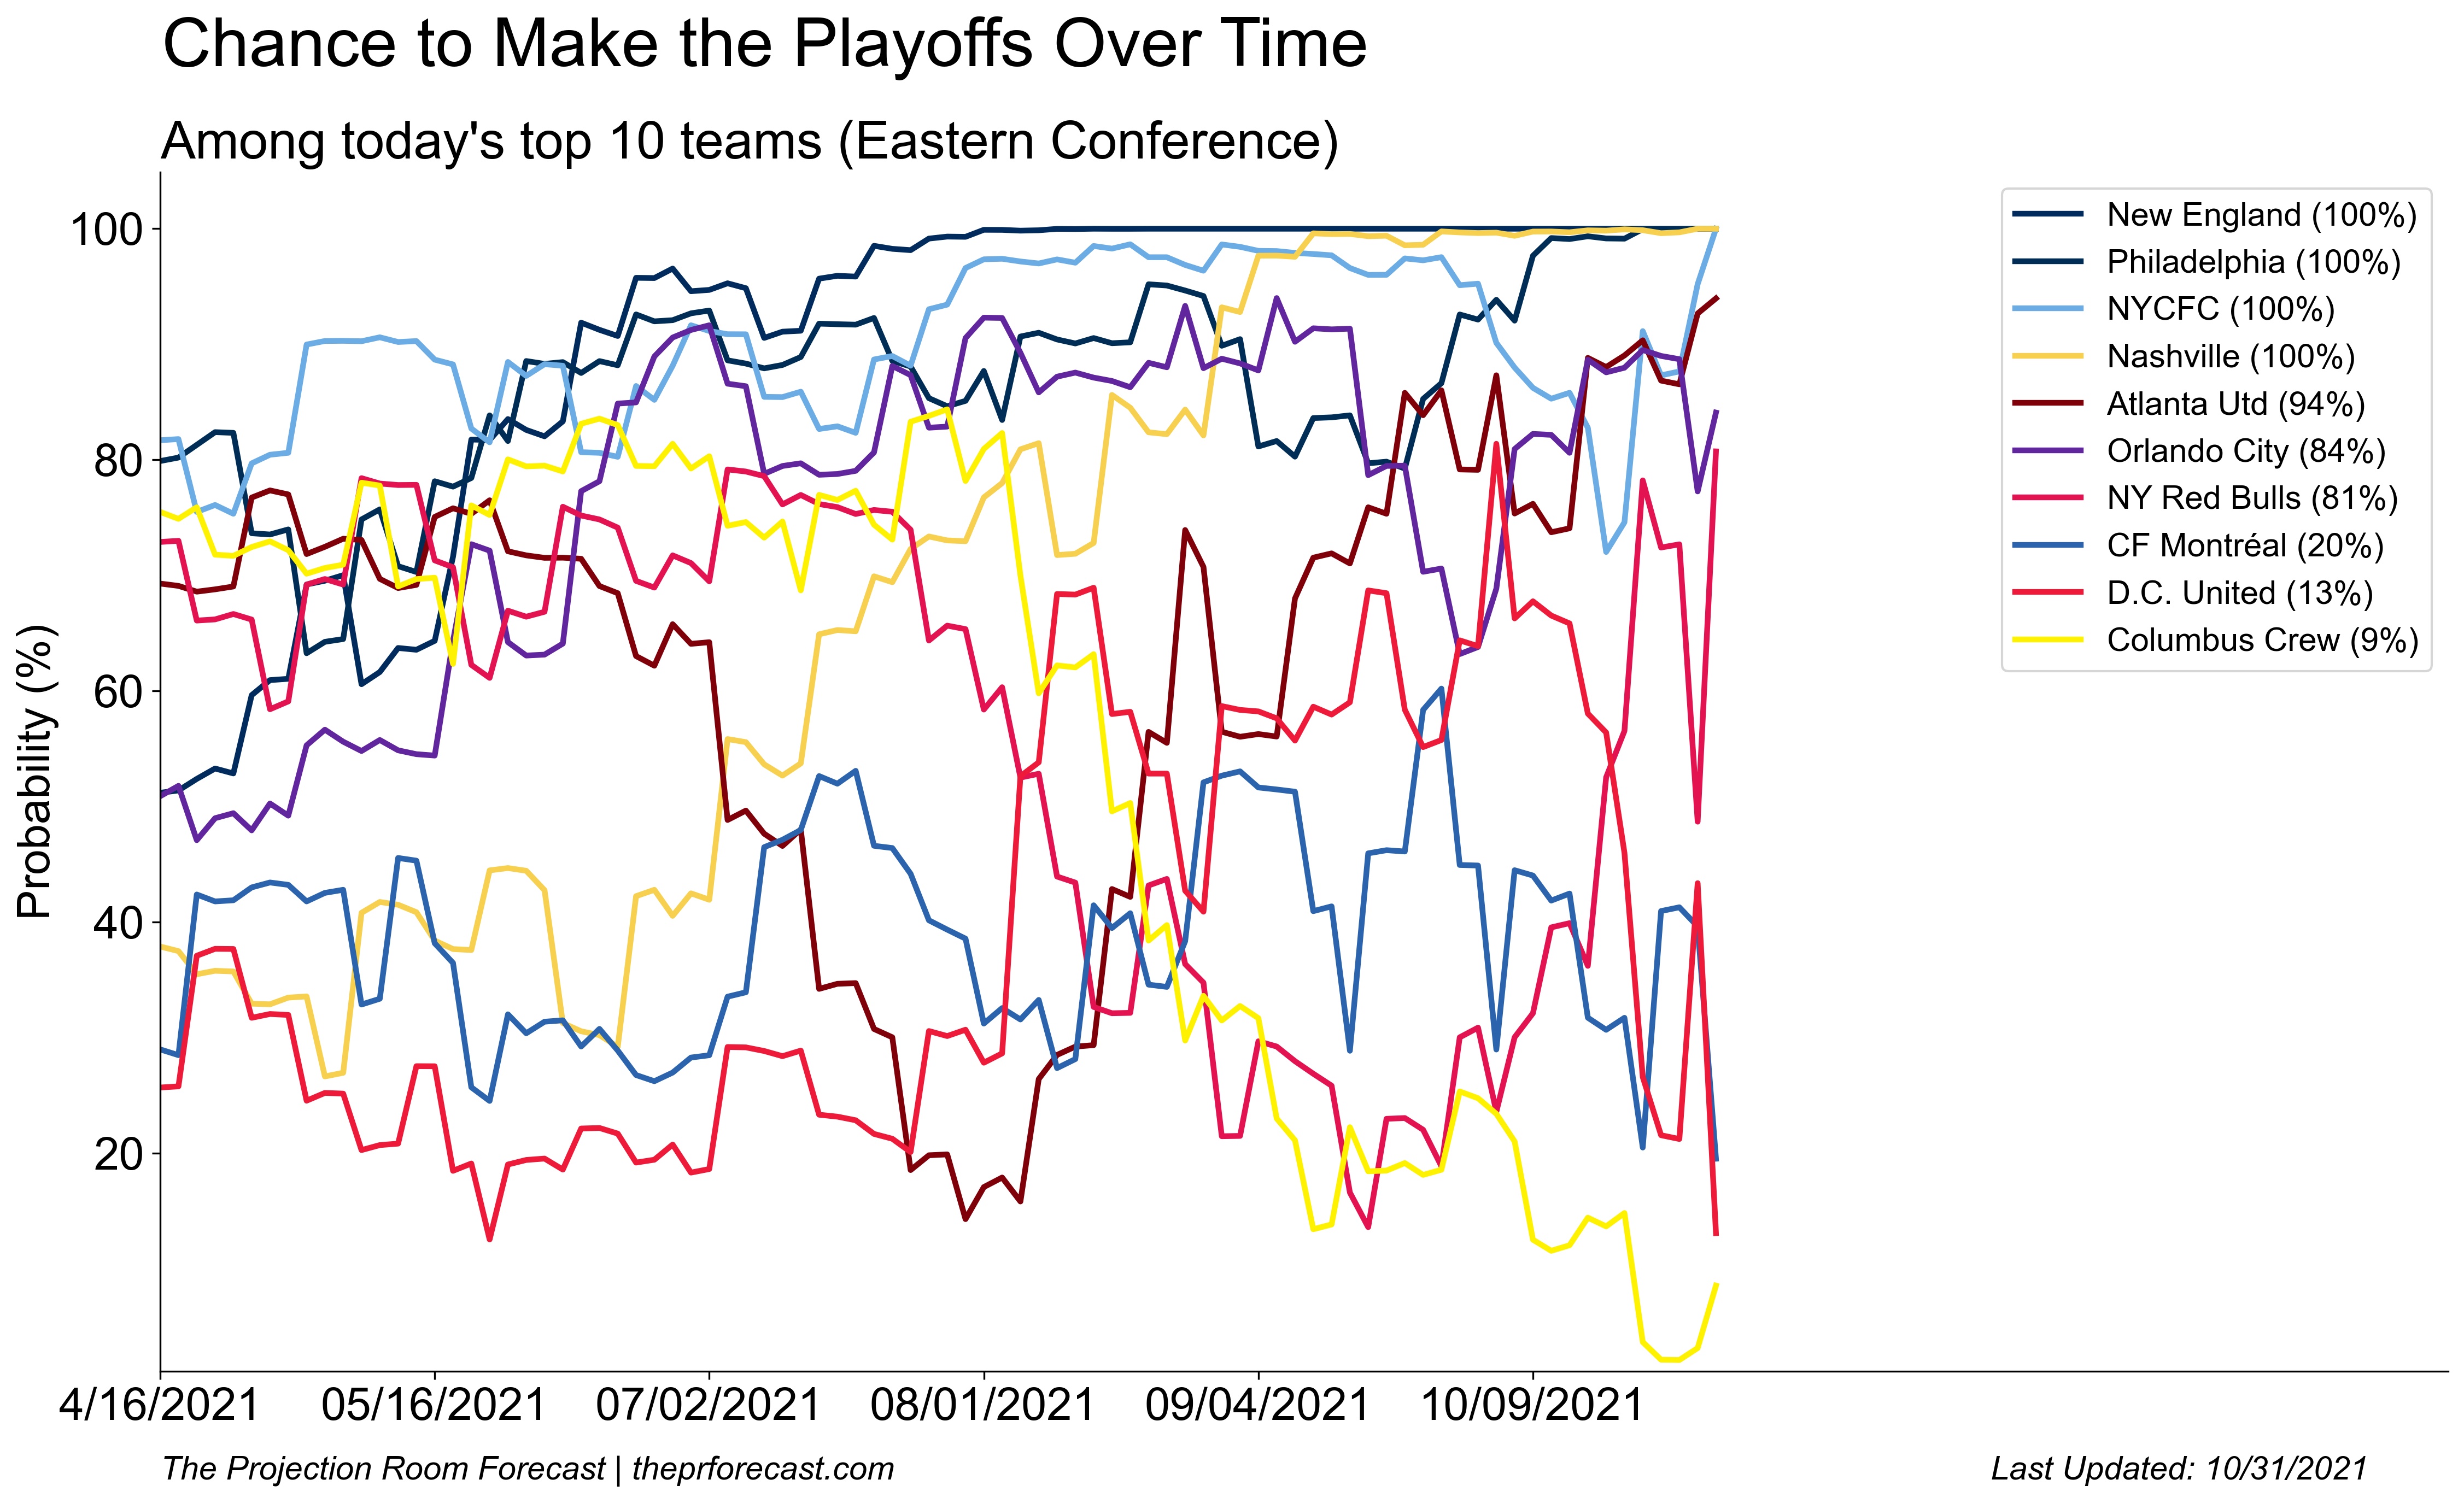 Chance to Make the Playoffs Over Time
Among today's top 10 teams (Eastern Conference)
Probability (%)
100
80
60
40
20
4/16/2021
05/16/2021
07/02/2021
08/01/2021
09/04/2021
10/09/2021
New England (100%)
Philadelphia (100%)
NYCFC (100%)
Nashville (100%)
Atlanta Utd (94%)
Orlando City (84%)
NY Red Bulls (81%)
CF Montréal (20%)
D.C. United (13%)
Columbus Crew (9%)
The Projection Room Forecast | theprforecast.com
Last Updated: 10/31/2021